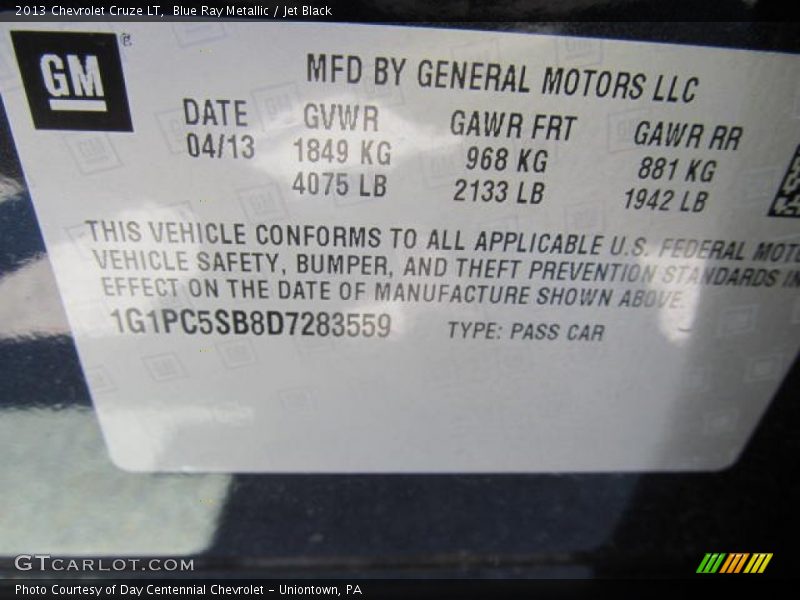 2013 Chevrolet Cruze LT, Blue Ray Metallic / Jet Black
GM
MFD BY GENERAL MOTORS LLC
DATE GVWR GAWR FRT GAWR RR
04/13 1849 KG 968 KG 881 KG
4075 LB 2133 LB 1942 LB
THIS VEHICLE CONFORMS TO ALL APPLICABLE U.S. FEDERAL MOT
VEHICLE SAFETY, BUMPER, AND THEFT PREVENTION STANDARDS IN
EFFECT ON THE DATE OF MANUFACTURE SHOWN ABOVE.
1G1PC5SB8D7283559 TYPE: PASS CAR
GTCARLOT.COM
Photo Courtesy of Day Centennial Chevrolet – Uniontown, PA